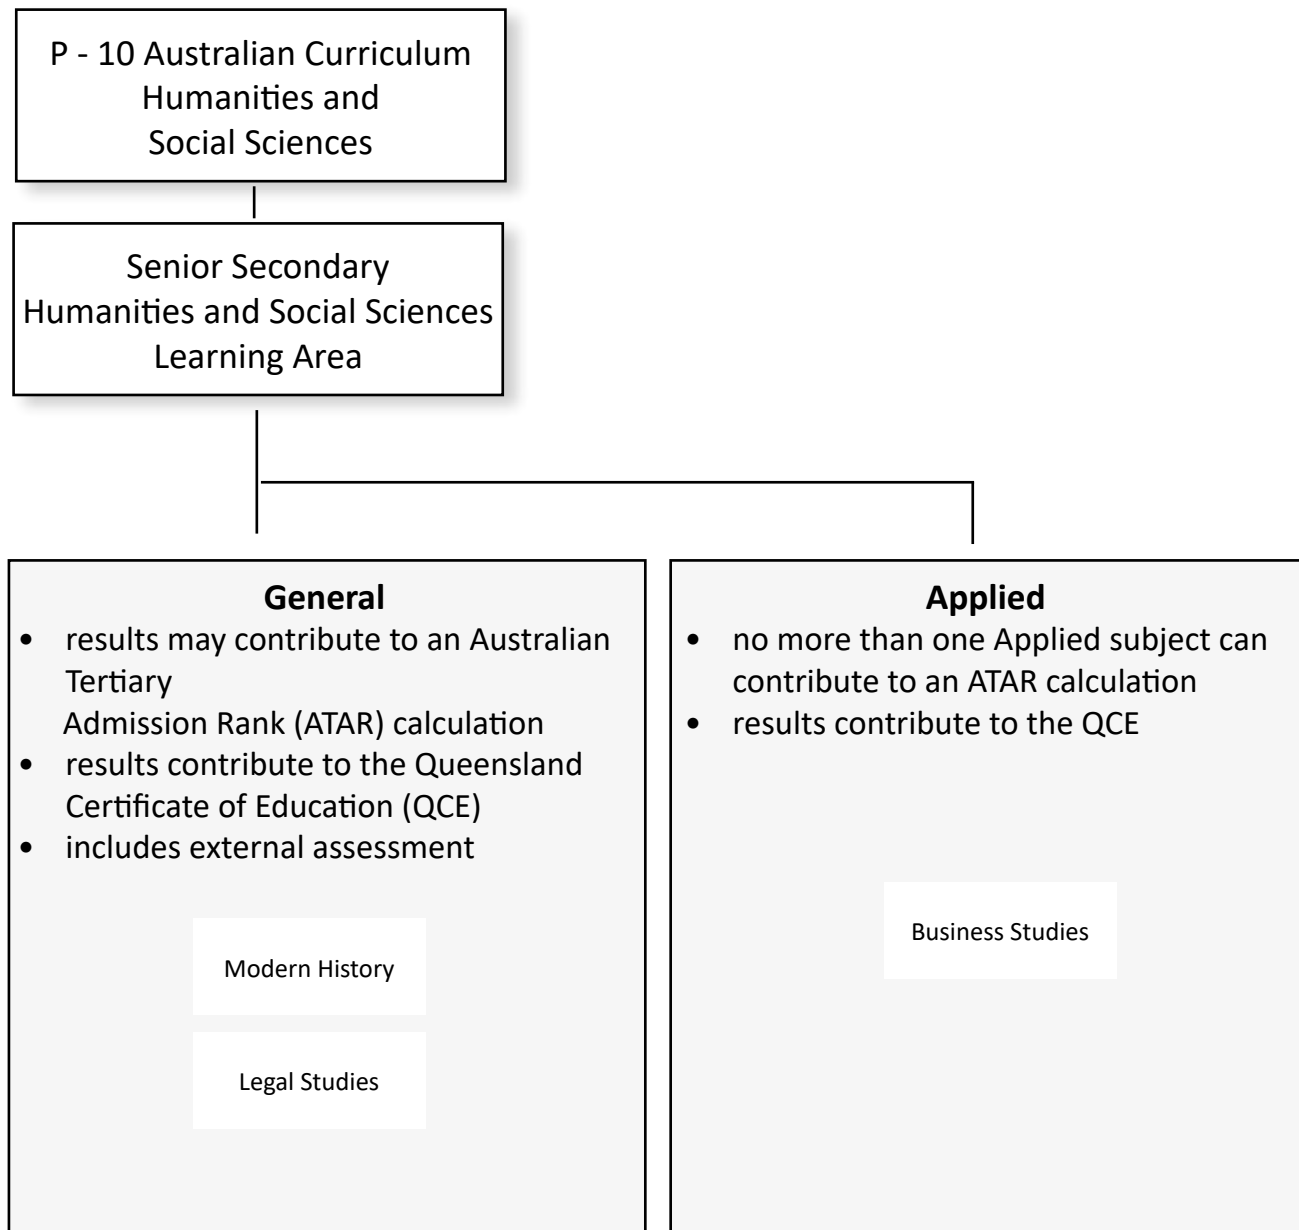 P - 10 Australian Curriculum
Humanities and
Social Sciences
Senior Secondary
Humanities and Social Sciences
Learning Area
General
• results may contribute to an Australian
Tertiary
Admission Rank (ATAR) calculation
• results contribute to the Queensland
Certificate of Education (QCE)
• includes external assessment
Modern History
Legal Studies
Applied
• no more than one Applied subject can
contribute to an ATAR calculation
• results contribute to the QCE
Business Studies